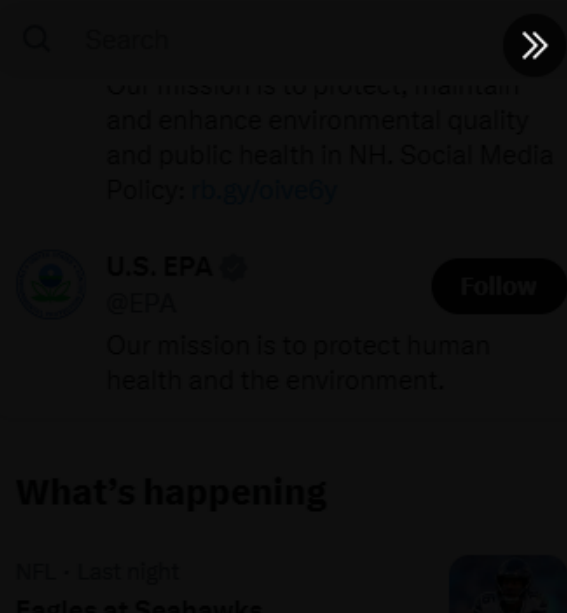 Search
Our mission is to protect, maintain
and enhance environmental quality
and public health in NH. Social Media
Policy: rb.gy/oive6y
U.S. EPA
@EPA
Follow
Our mission is to protect human
health and the environment.
What's happening
NFL · Last night
Eagles at Seahawks